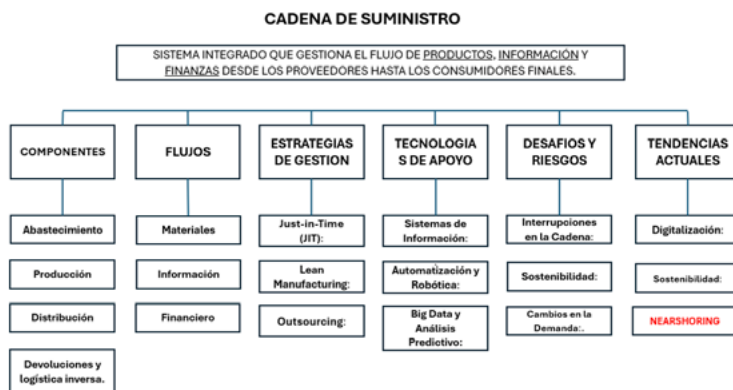 CADENA DE SUMINISTRO
SISTEMA INTEGRADO QUE GESTIONA EL FLUJO DE PRODUCTOS, INFORMACIÓN Y
FINANZAS DESDE LOS PROVEEDORES HASTA LOS CONSUMIDORES FINALES.
COMPONENTES
Abastecimiento
Producción
Distribución
Devoluciones y
logística inversa.
FLUJOS
Materiales
Información
Financiero
ESTRATEGIAS
DE GESTION
Just-in-Time
(JIT):
Lean
Manufacturing:
Outsourcing:
TECNOLOGIA
S DE APOYO
Sistemas de
Información:
Automatización y
Robótica:
Big Data y
Análisis
Predictivo:
DESAFIOS Y
RIESGOS
Interrupciones
en la Cadena:
Sostenibilidad:
Cambios en la
Demanda:.
TENDENCIAS
ACTUALES
Digitalización:
Sostenibilidad:
NEARSHORING